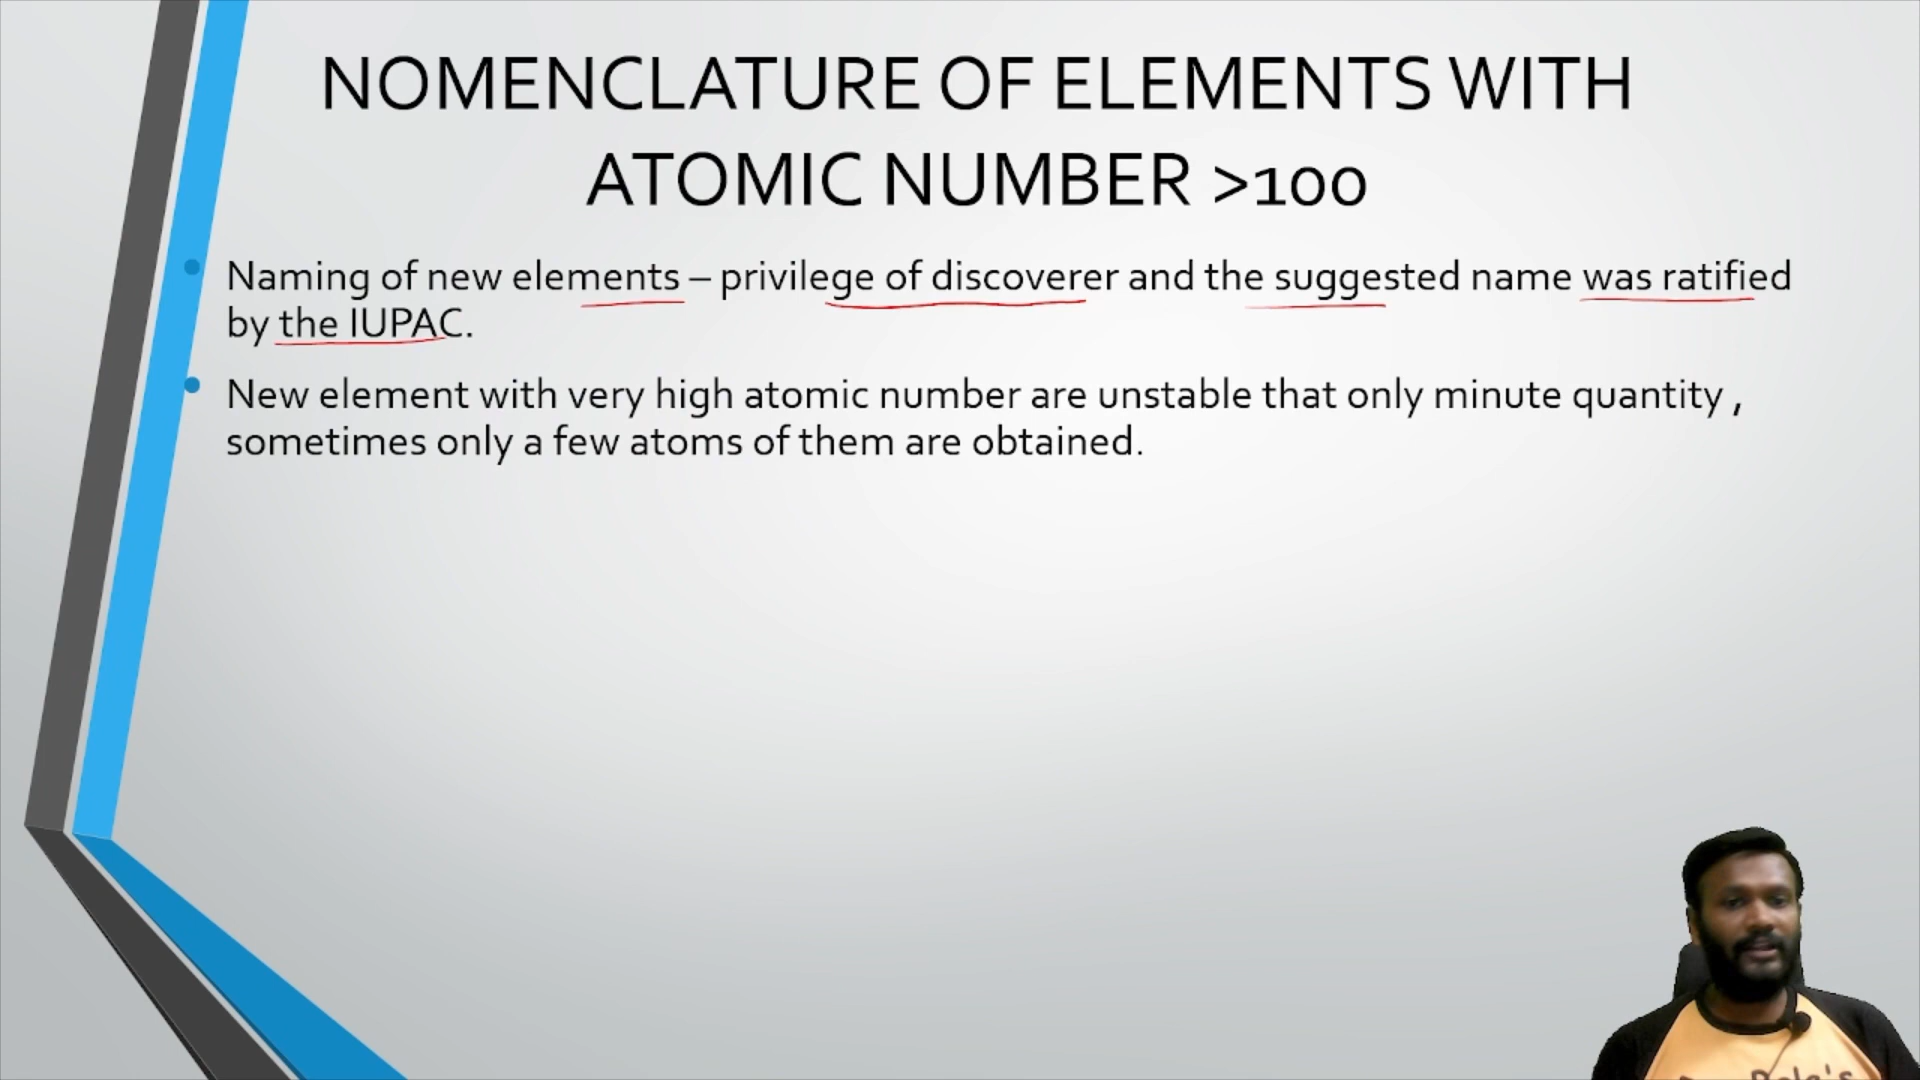 NOMENCLATURE OF ELEMENTS WITH
ATOMIC NUMBER >100
• Naming of new elements – privilege of discoverer and the suggested name was ratified
by the IUPAC.
• New element with very high atomic number are unstable that only minute quantity ,
sometimes only a few atoms of them are obtained.